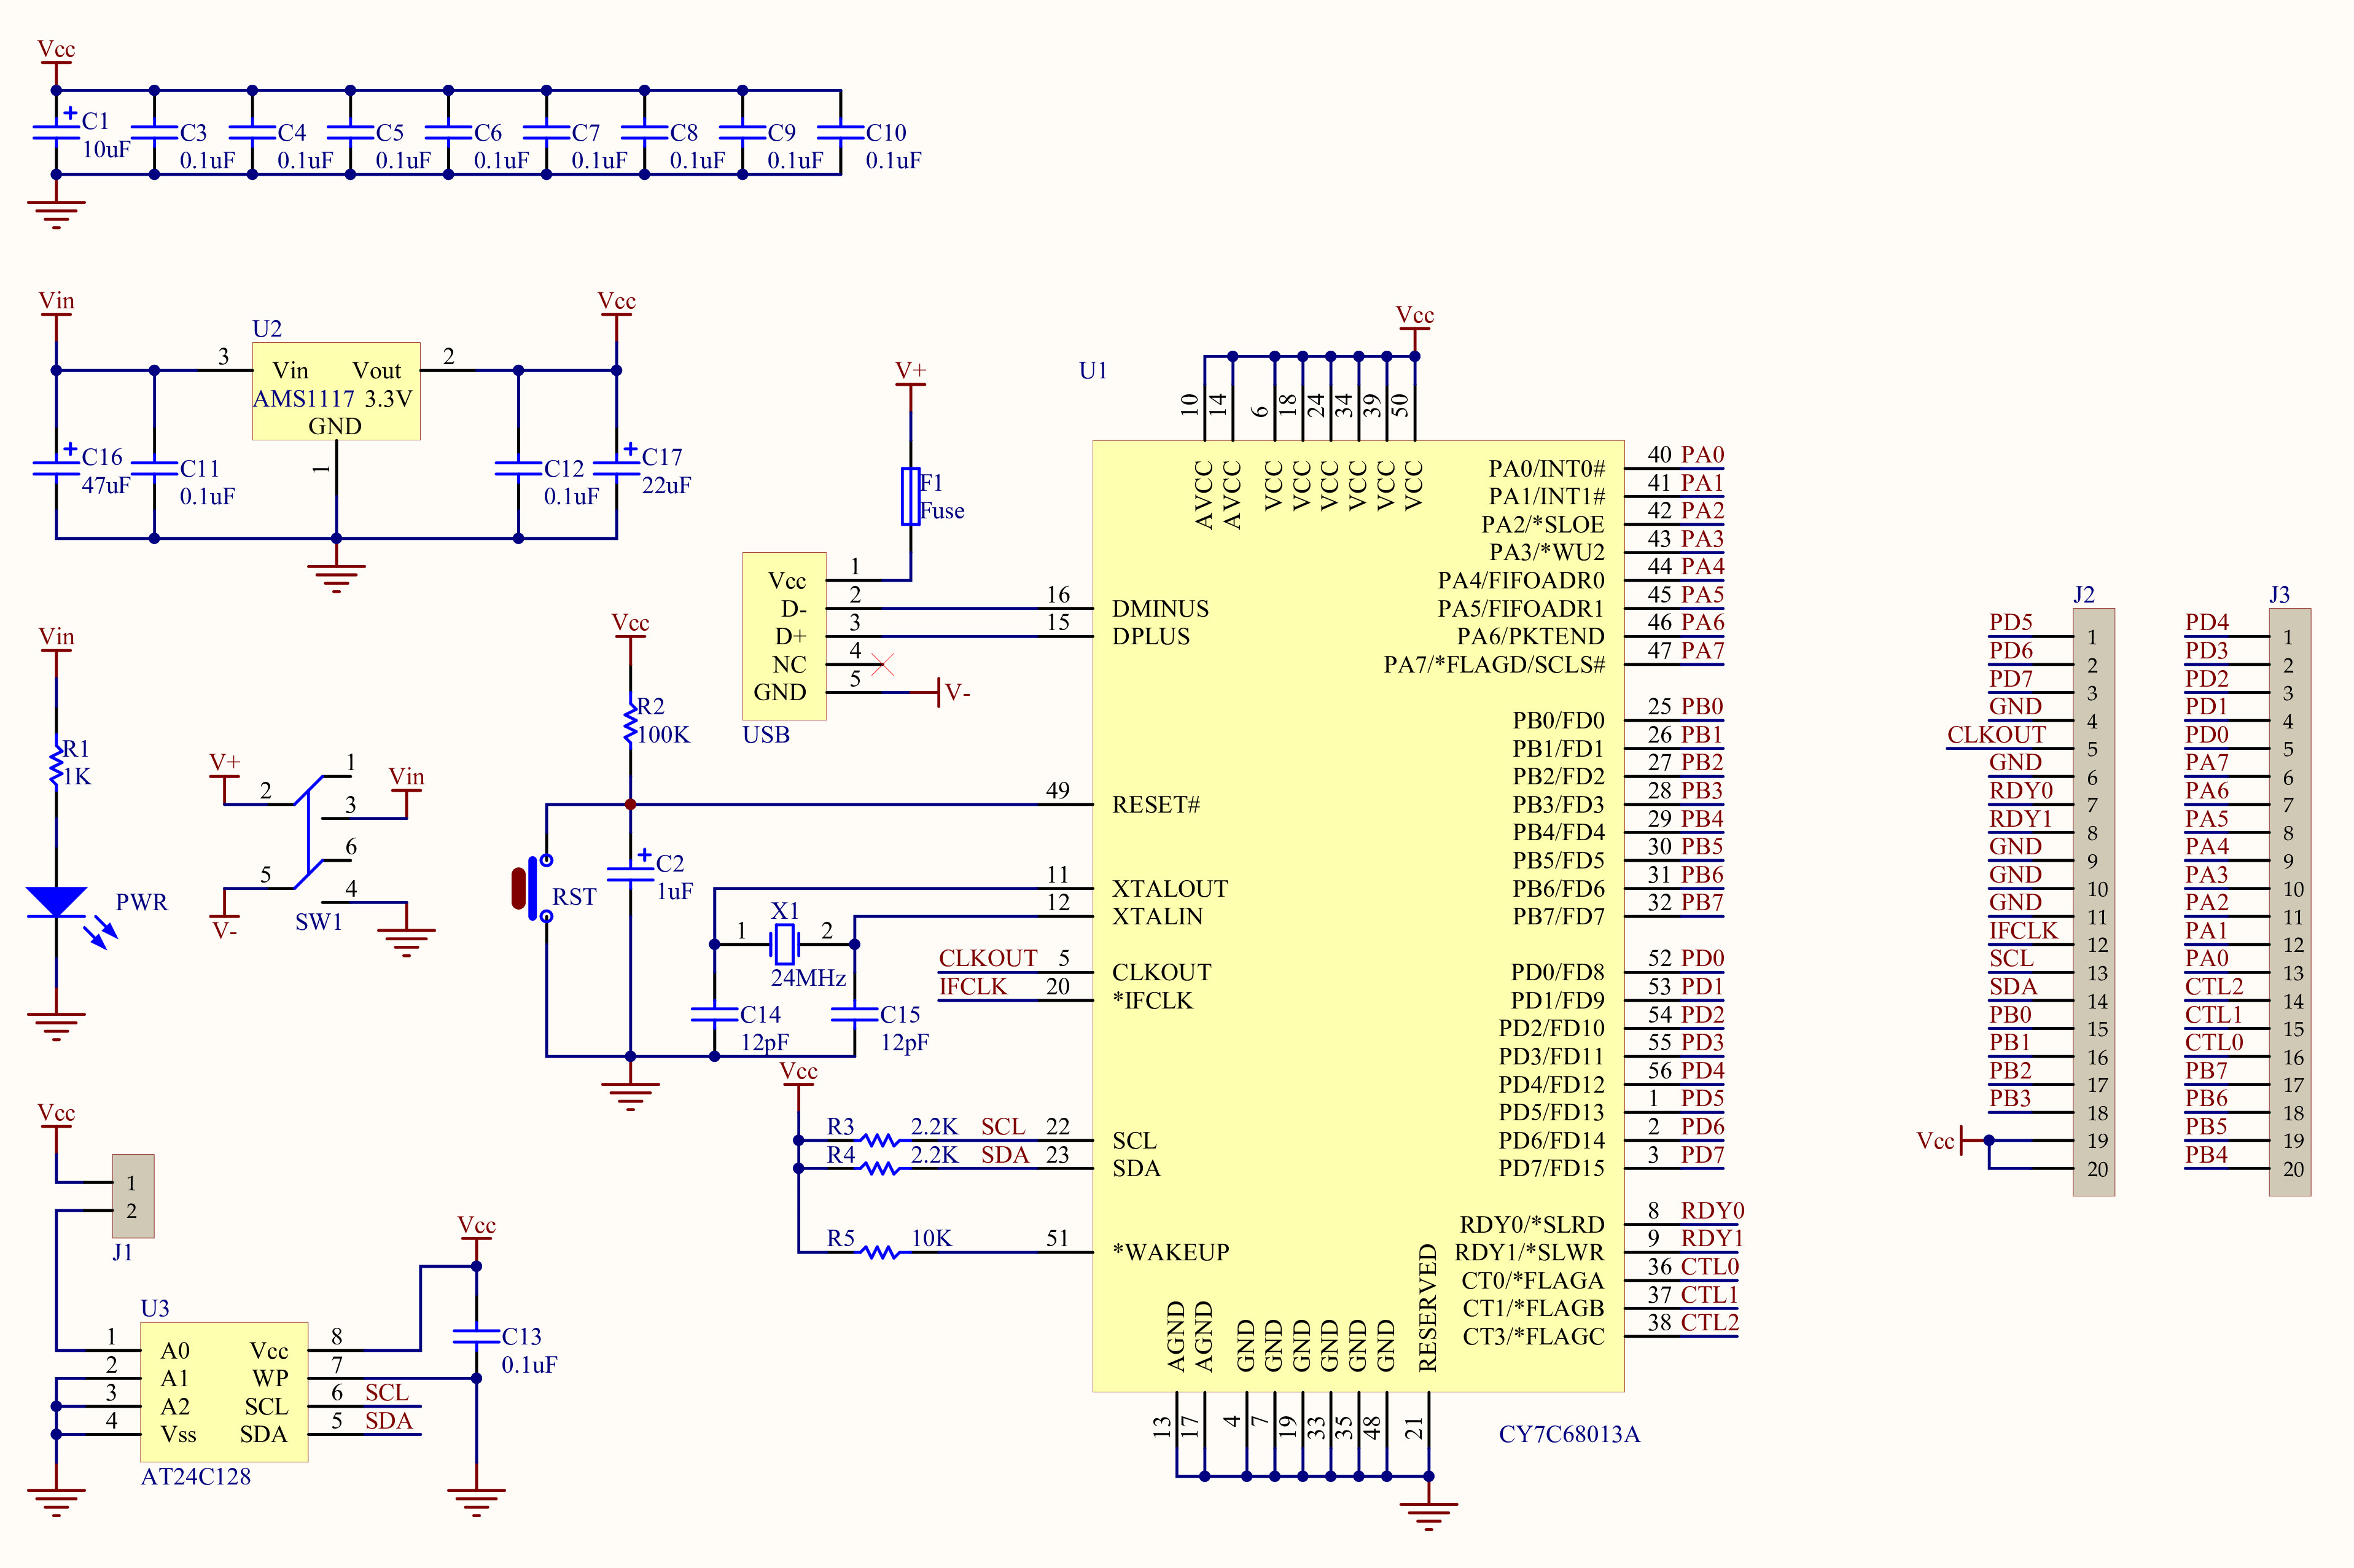 Vcc
+ C1 C3 C4 C5 C6 C7 C8 C9 C10
10uF 0.1uF 0.1uF 0.1uF 0.1uF 0.1uF 0.1uF 0.1uF 0.1uF
Vin Vcc
U2
3 Vin Vout 2
AMS1117 3.3V
GND
1
+ C16
47uF
C11
0.1uF
C12
0.1uF
+ C17
22uF
Vin
R1
1K
PWR
V+
2
1
3
Vin
6
5
4
V-
SW1
Vcc
1
2
J1
U3
1 A0 Vcc 8
2 A1 WP 7
3 A2 SCL 6 SCL
4 Vss SDA 5 SDA
AT24C128
Vcc
C13
0.1uF
V+
F1
Fuse
Vcc 1
D- 2
D+ 3
NC 4
GND 5
V-
USB
Vcc
R2
100K
RST
+ C2
1uF
X1
1 2
24MHz
C14
12pF
C15
12pF
Vcc
R3 2.2K SCL
R4 2.2K SDA
R5 10K
U1
Vcc
10 14 6 18 24 34 39 50
AVCC AVCC VCC VCC VCC VCC VCC VCC
16 DMINUS
15 DPLUS
49 RESET#
11 XTALOUT
12 XTALIN
CLKOUT 5 CLKOUT
IFCLK 20 *IFCLK
22 SCL
23 SDA
51 *WAKEUP
PA0/INT0# 40 PA0
PA1/INT1# 41 PA1
PA2/*SLOE 42 PA2
PA3/*WU2 43 PA3
PA4/FIFOADR0 44 PA4
PA5/FIFOADR1 45 PA5
PA6/PKTEND 46 PA6
PA7/*FLAGD/SCLS# 47 PA7
PB0/FD0 25 PB0
PB1/FD1 26 PB1
PB2/FD2 27 PB2
PB3/FD3 28 PB3
PB4/FD4 29 PB4
PB5/FD5 30 PB5
PB6/FD6 31 PB6
PB7/FD7 32 PB7
PD0/FD8 52 PD0
PD1/FD9 53 PD1
PD2/FD10 54 PD2
PD3/FD11 55 PD3
PD4/FD12 56 PD4
PD5/FD13 1 PD5
PD6/FD14 2 PD6
PD7/FD15 3 PD7
RDY0/*SLRD 8 RDY0
RDY1/*SLWR 9 RDY1
CT0/*FLAGA 36 CTL0
CT1/*FLAGB 37 CTL1
CT3/*FLAGC 38 CTL2
AGND AGND GND GND GND GND GND GND RESERVED
13 17 4 7 19 33 35 48 21
CY7C68013A
J2
PD5 1
PD6 2
PD7 3
GND 4
CLKOUT 5
GND 6
RDY0 7
RDY1 8
GND 9
GND 10
GND 11
IFCLK 12
SCL 13
SDA 14
PB0 15
PB1 16
PB2 17
PB3 18
Vcc 19
20
J3
PD4 1
PD3 2
PD2 3
PD1 4
PD0 5
PA7 6
PA6 7
PA5 8
PA4 9
PA3 10
PA2 11
PA1 12
PA0 13
CTL2 14
CTL1 15
CTL0 16
PB7 17
PB6 18
PB5 19
PB4 20